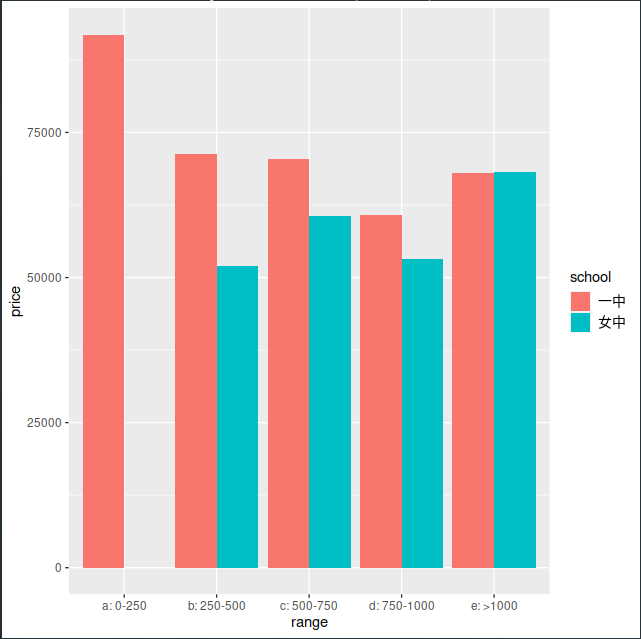 price
75000
50000
25000
0
a: 0-250
b: 250-500
c: 500-750
d: 750-1000
e: >1000
range
school
一中
女中